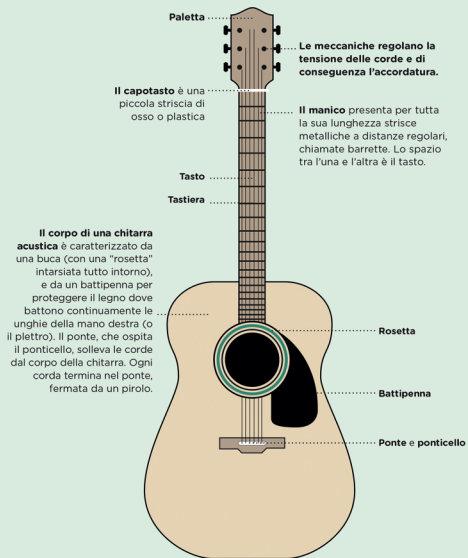 Paletta
Le meccaniche regolano la
tensione delle corde e di
conseguenza l'accordatura.
Il capotasto è una
piccola striscia di
osso o plastica
Il manico presenta per tutta
la sua lunghezza strisce
metalliche a distanze regolari,
chiamate barrette. Lo spazio
tra l'una e l'altra è il tasto.
Tasto
Tastiera
Il corpo di una chitarra
acustica è caratterizzato da
una buca (con una "rosetta"
intarsiata tutto intorno),
e da un battipenna per
proteggere il legno dove
battono continuamente le
unghie della mano destra (o
il plettro). Il ponte, che ospita
il ponticello, solleva le corde
dal corpo della chitarra. Ogni
corda termina nel ponte,
fermata da un pirolo.
Rosetta
Battipenna
Ponte e ponticello